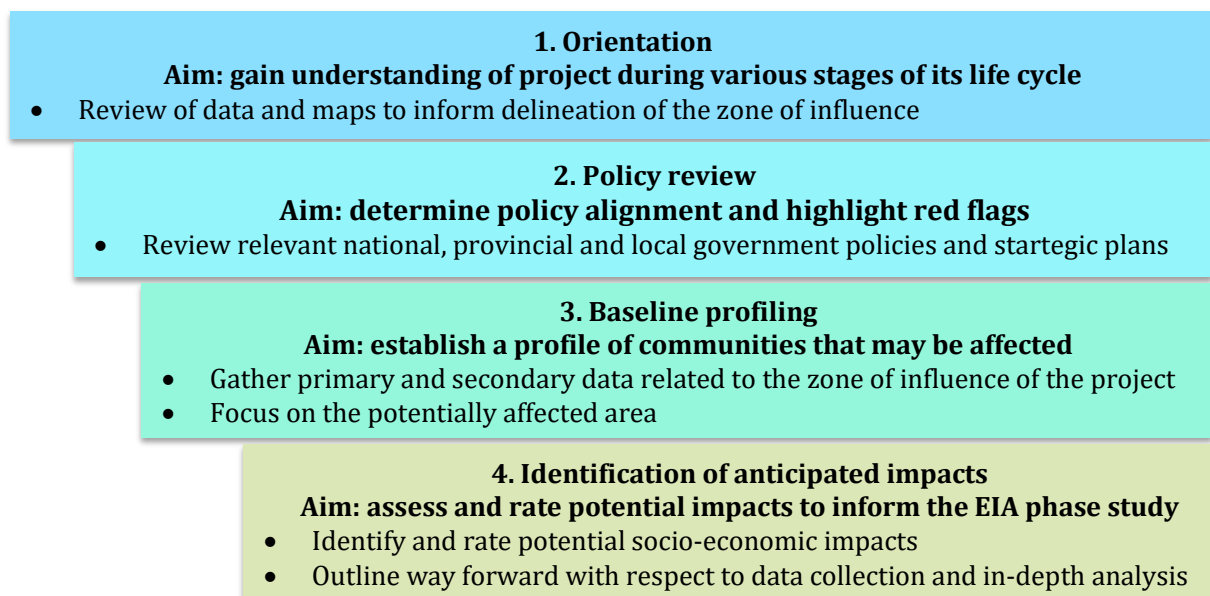 1. Orientation
Aim: gain understanding of project during various stages of its life cycle
• Review of data and maps to inform delineation of the zone of influence
2. Policy review
Aim: determine policy alignment and highlight red flags
• Review relevant national, provincial and local government policies and startegic plans
3. Baseline profiling
Aim: establish a profile of communities that may be affected
• Gather primary and secondary data related to the zone of influence of the project
• Focus on the potentially affected area
4. Identification of anticipated impacts
Aim: assess and rate potential impacts to inform the EIA phase study
• Identify and rate potential socio-economic impacts
• Outline way forward with respect to data collection and in-depth analysis